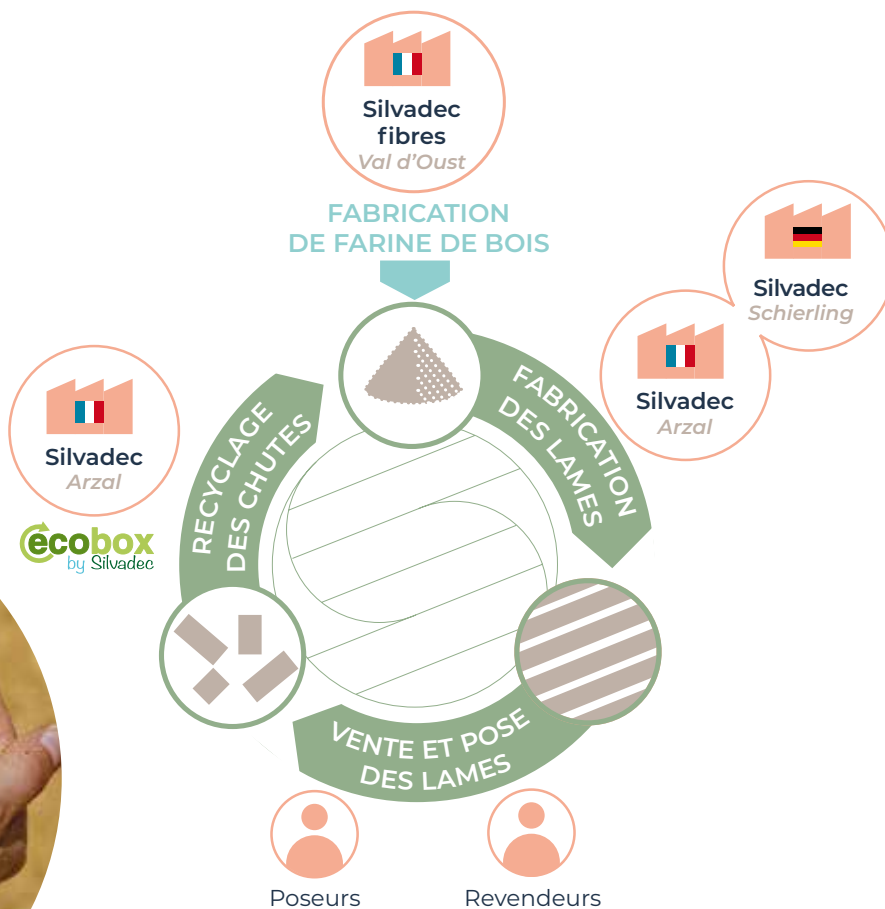 Silvadec
fibres
Val d'Oust
FABRICATION
DE FARINE DE BOIS
Silvadec
Schierling
Silvadec
Arzal
FABRICATION
DES LAMES
Silvadec
Arzal
ecobox
by Silvadec
RECYCLAGE
DES CHUTES
VENTE ET POSE
DES LAMES
Poseurs
Revendeurs